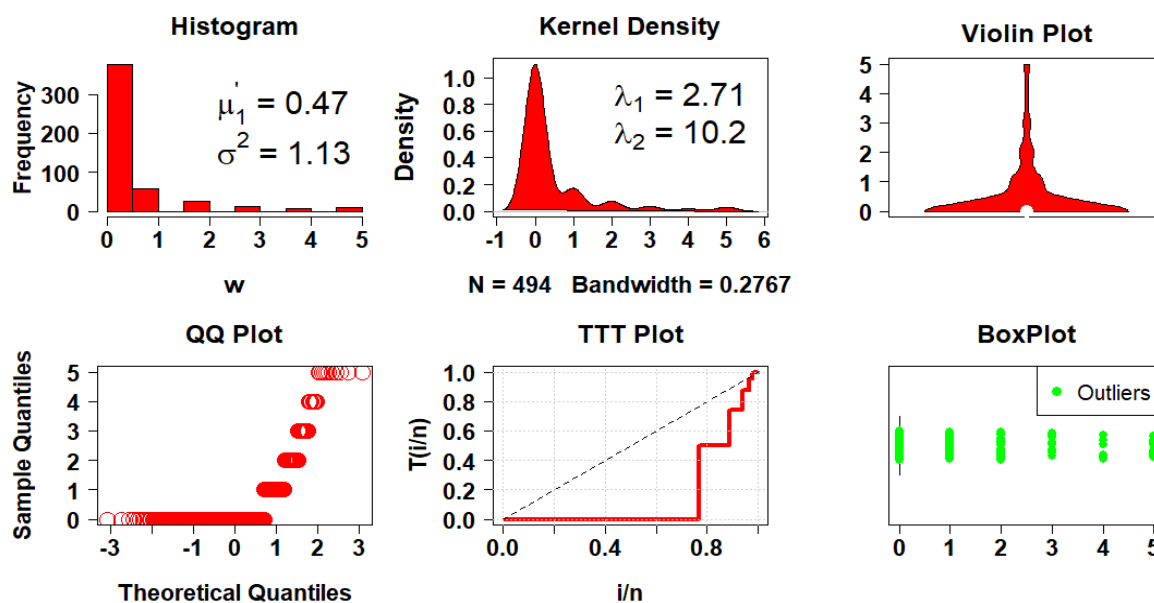 Histogram
Frequency
300
200
100
0
μ′1 = 0.47
σ² = 1.13
0 1 2 3 4 5
w
Kernel Density
Density
1.0
0.8
0.6
0.4
0.2
0.0
λ1 = 2.71
λ2 = 10.2
-1 0 1 2 3 4 5 6
N = 494 Bandwidth = 0.2767
Violin Plot
5
4
3
2
1
0
QQ Plot
Sample Quantiles
5
4
3
2
1
0
-3 -1 0 1 2 3
Theoretical Quantiles
TTT Plot
T(i/n)
1.0
0.8
0.6
0.4
0.2
0.0
0.0 0.4 0.8
i/n
BoxPlot
Outliers
0 1 2 3 4 5